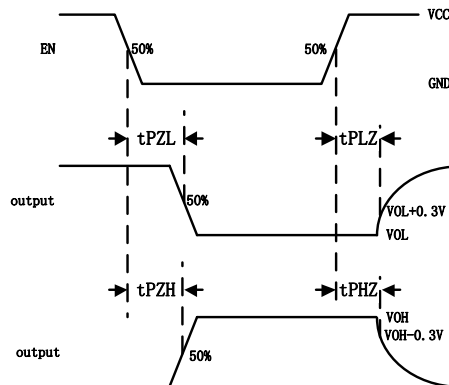 VCC
EN 50% 50%
GND
tPZL tPLZ
50%
output
VOL+0.3V
VOL
tPZH tPHZ
VOH
VOH-0.3V
output
50%